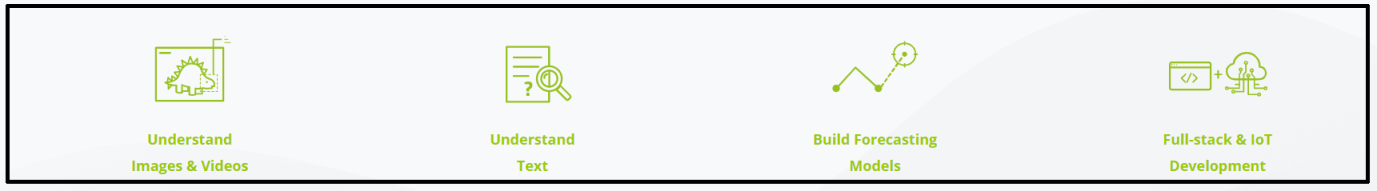 Understand
Images & Videos
?
Understand
Text
Build Forecasting
Models
</>
Full-stack & IoT
Development